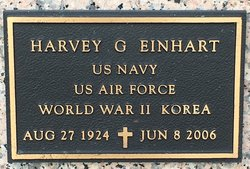 HARVEY G EINHART
US NAVY
US AIR FORCE
WORLD WAR II KOREA
AUG 27 1924 ✝ JUN 8 2006